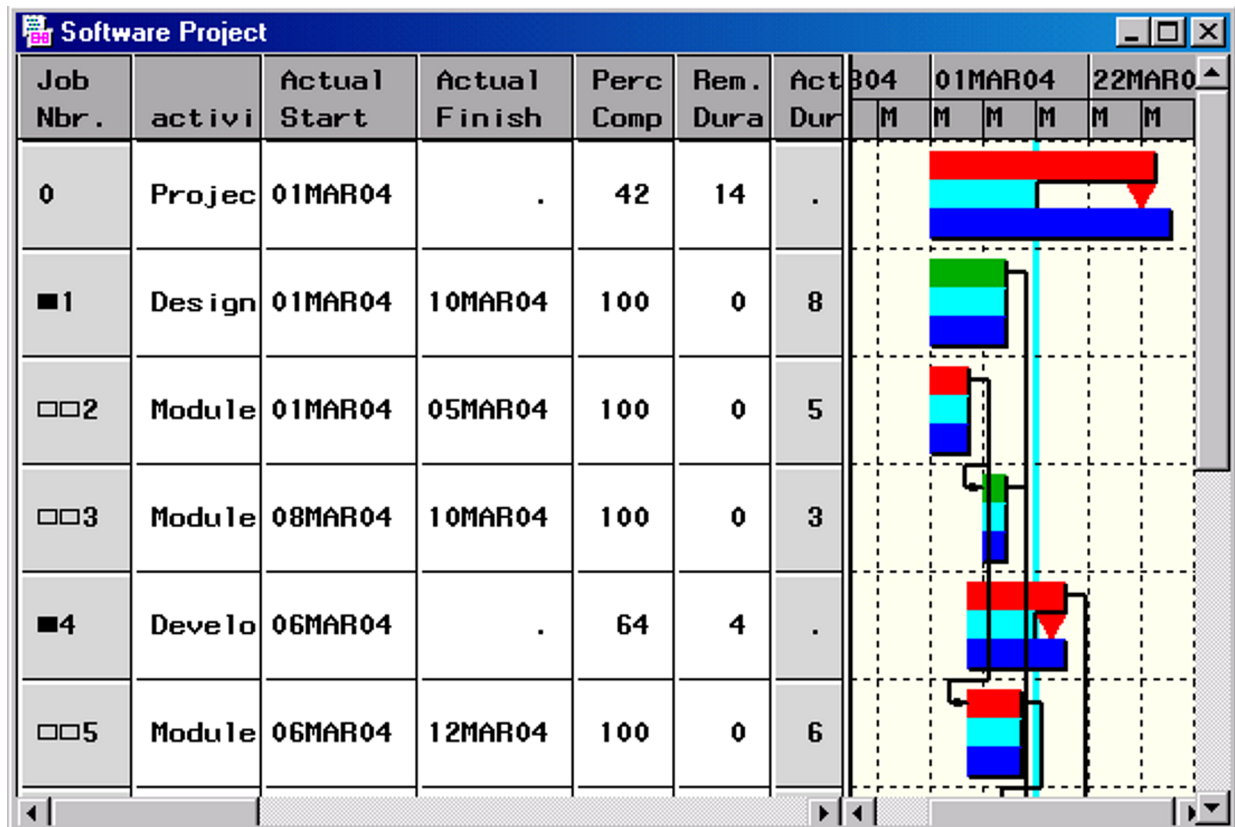 Software Project
Job Nbr. activi Actual Start Actual Finish Perc Comp Rem. Dura Act Dur
B04 01MAR04 22MAR0
M M M M M M
0 Projec 01MAR04 . 42 14 .
1 Design 01MAR04 10MAR04 100 0 8
2 Module 01MAR04 05MAR04 100 0 5
3 Module 08MAR04 10MAR04 100 0 3
4 Develo 06MAR04 . 64 4 .
5 Module 06MAR04 12MAR04 100 0 6